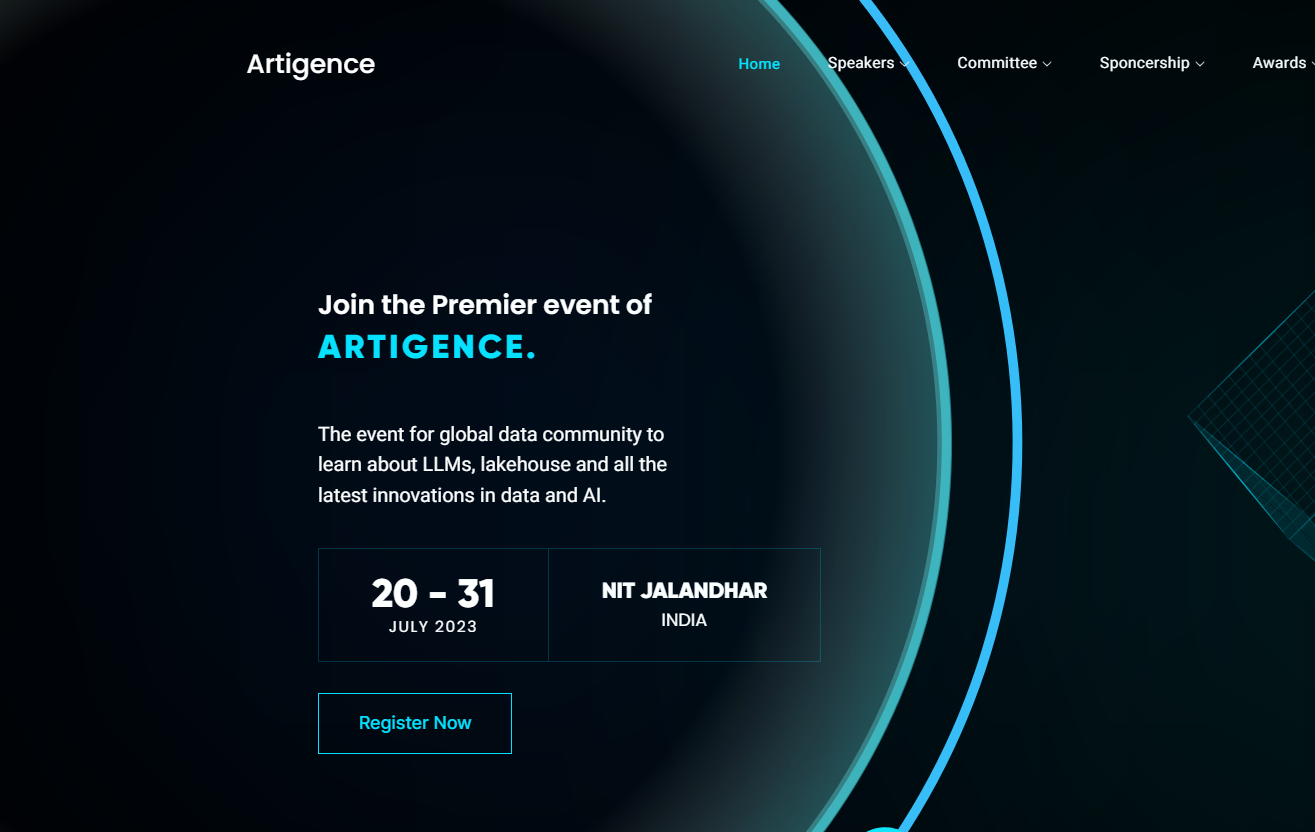 Artigence
Home Speakers Committee Sponcership Awards
Join the Premier event of
ARTIGENCE.
The event for global data community to
learn about LLMs, lakehouse and all the
latest innovations in data and AI.
20 - 31
JULY 2023
NIT JALANDHAR
INDIA
Register Now